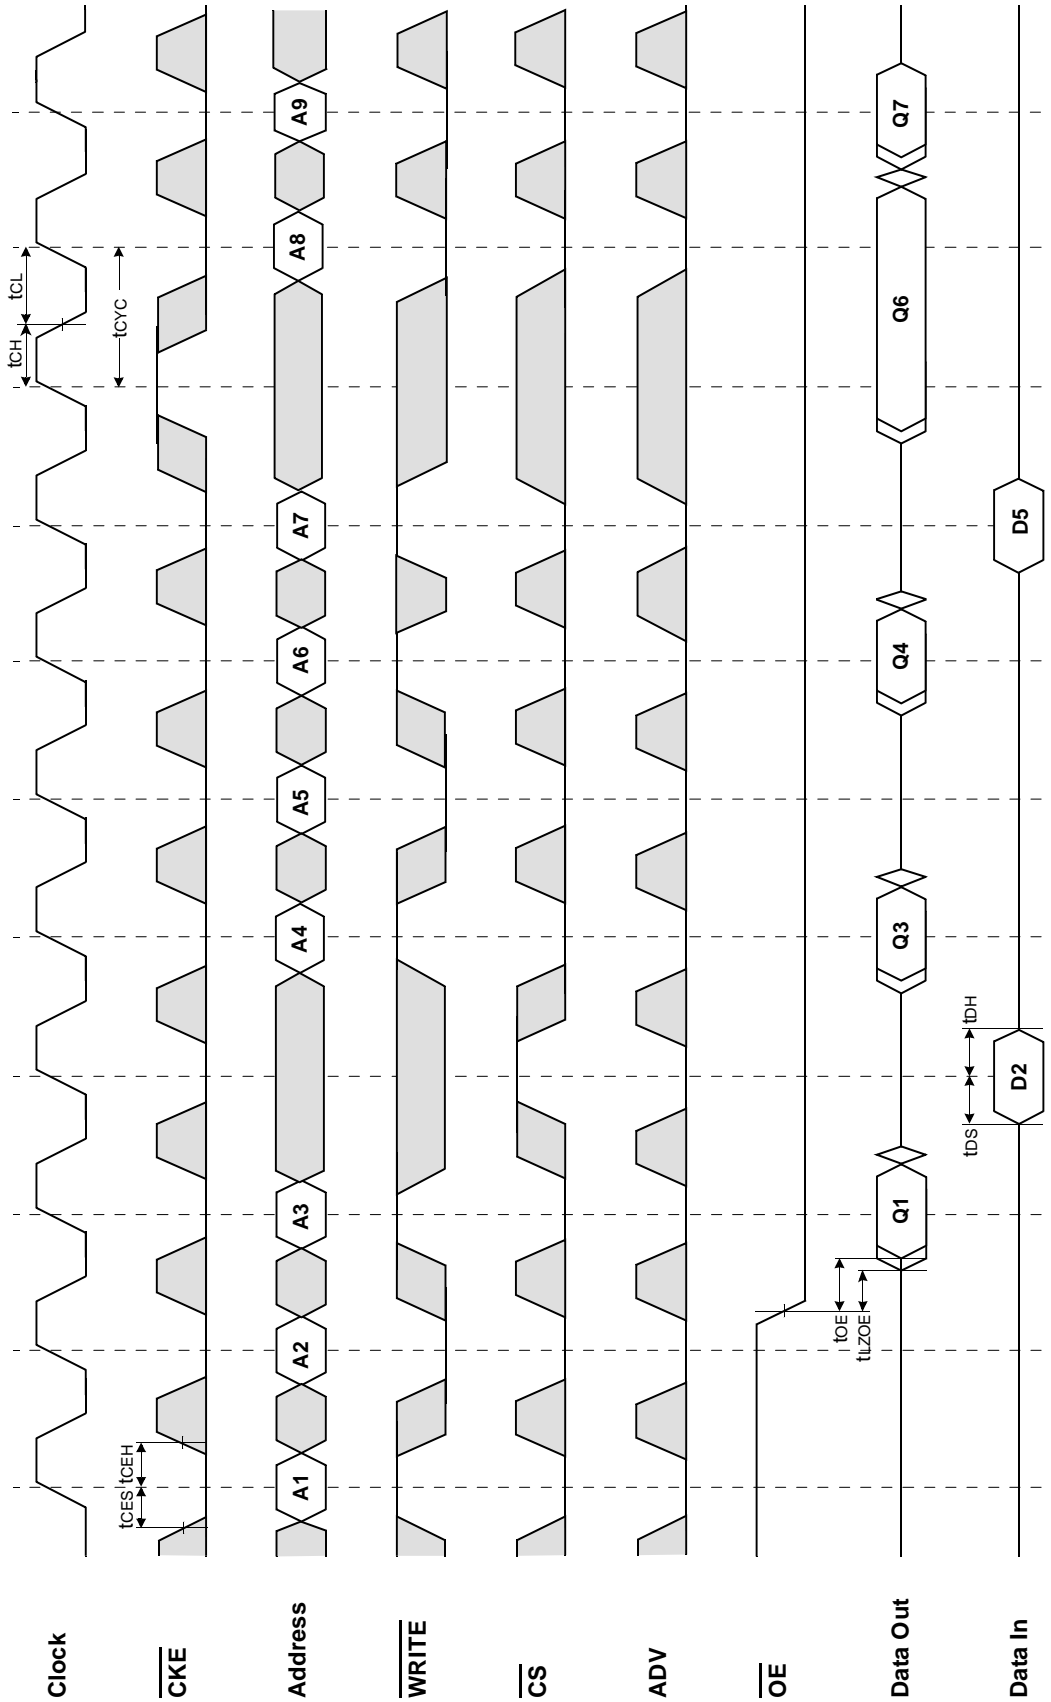 Clock
tCH tCL
tCES tCEH
tCYC
CKE
Address
A1 A2 A3 A4 A5 A6 A7 A8 A9
WRITE
CS
ADV
OE
tOE
tLZOE
Data Out
Q1 Q3 Q4 Q6 Q7
tDS tDH
Data In
D2 D5